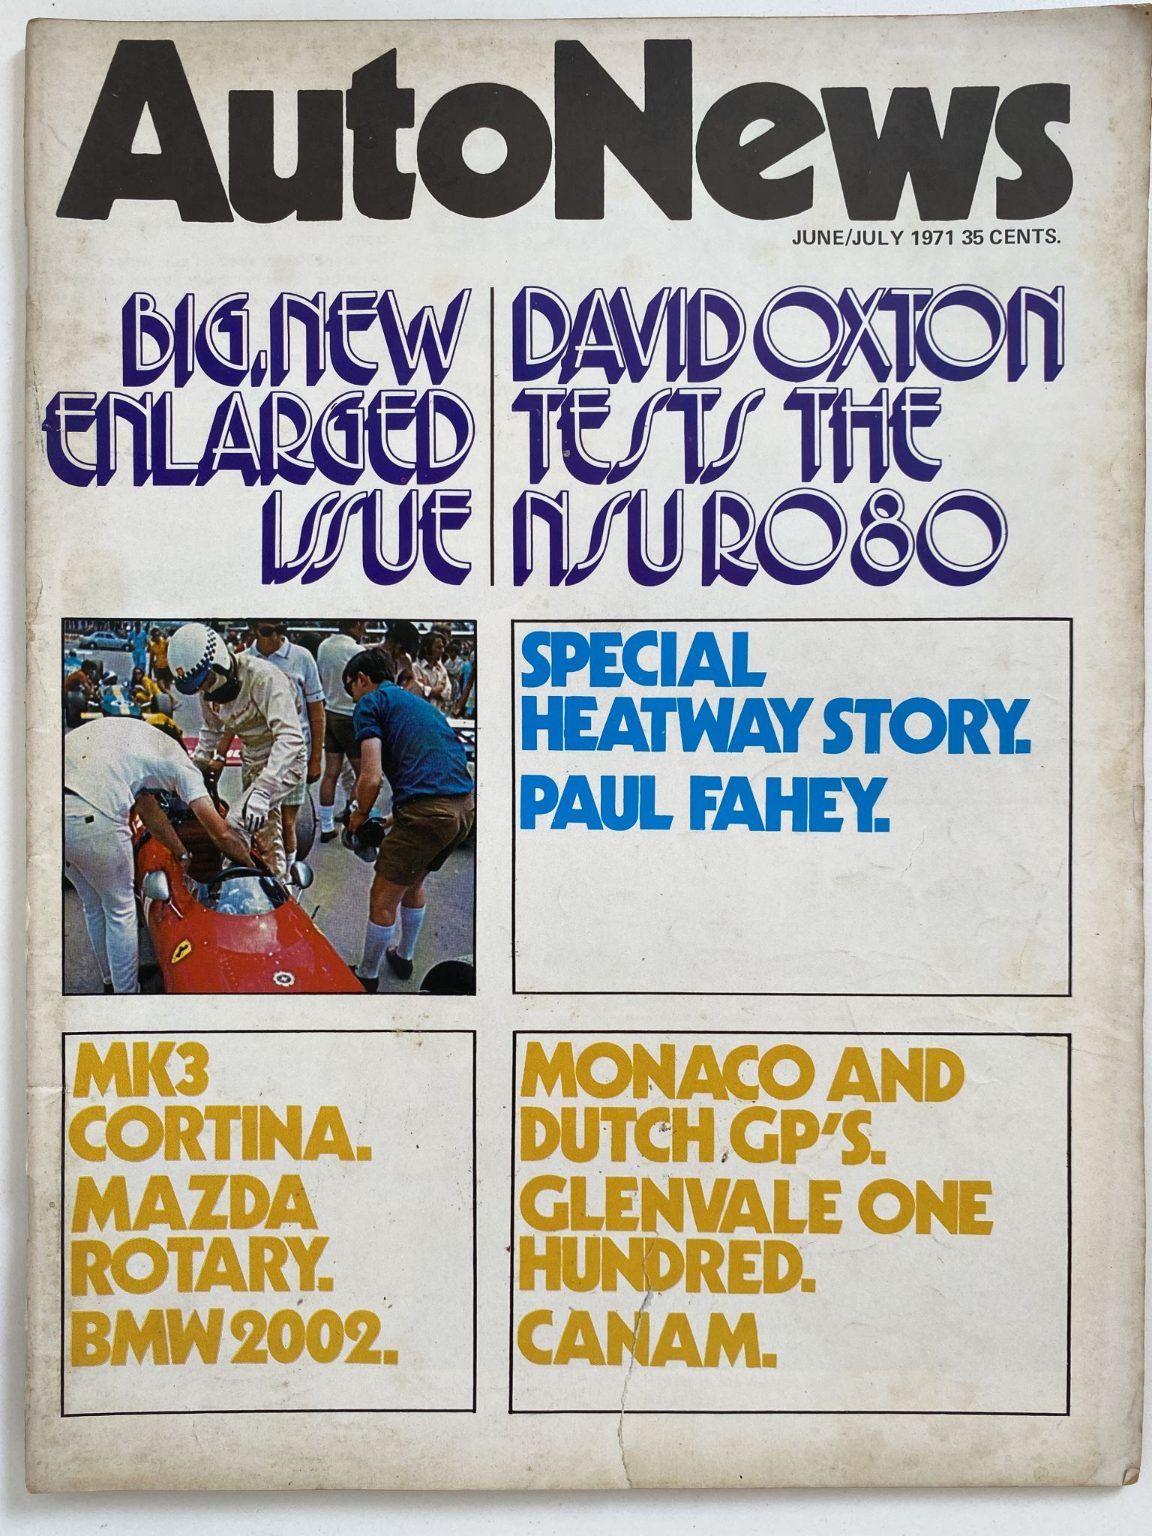 AutoNews
JUNE/JULY 1971 35 CENTS.
BIG, NEW
ENLARGED
ISSUE
DAVID OXTON
TESTS THE
NSU RO80
SPECIAL
HEATWAY STORY.
PAUL FAHEY.
MK3
CORTINA.
MAZDA
ROTARY.
BMW 2002.
MONACO AND
DUTCH GP'S.
GLENVALE ONE
HUNDRED.
CANAM.